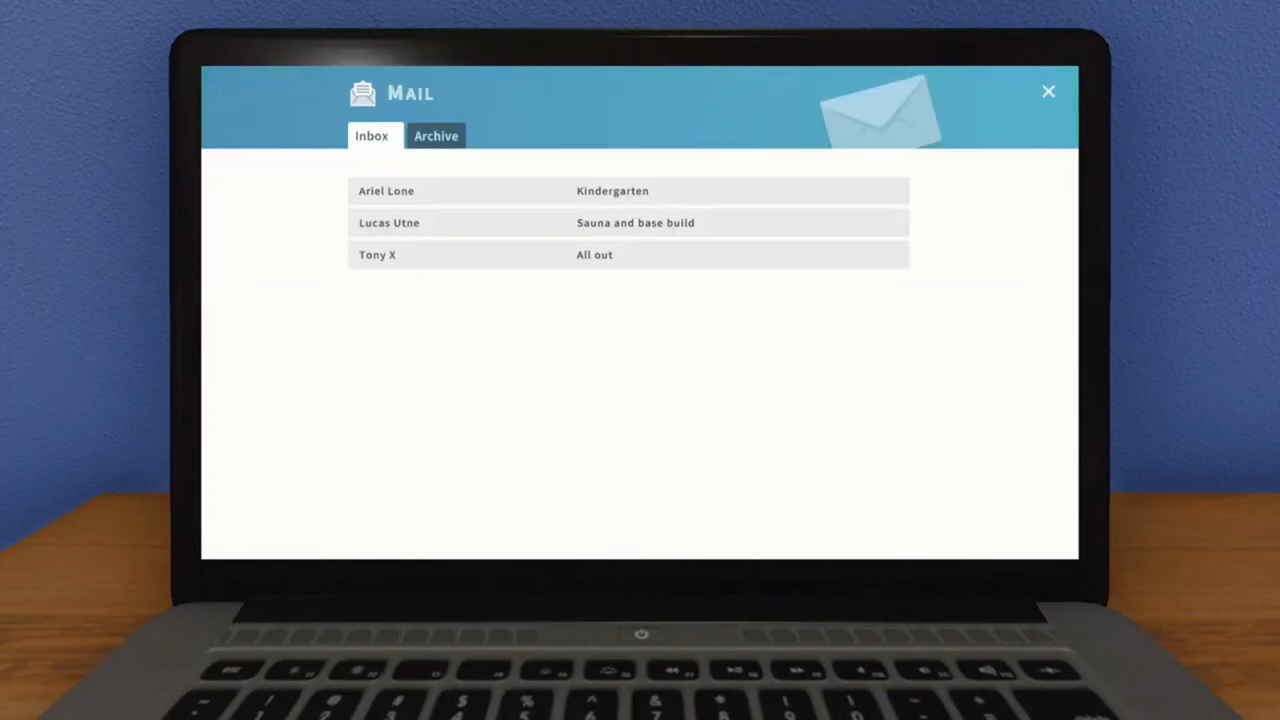 MAIL
Inbox Archive
Ariel Lone Kindergarten
Lucas Utne Sauna and base build
Tony X All out